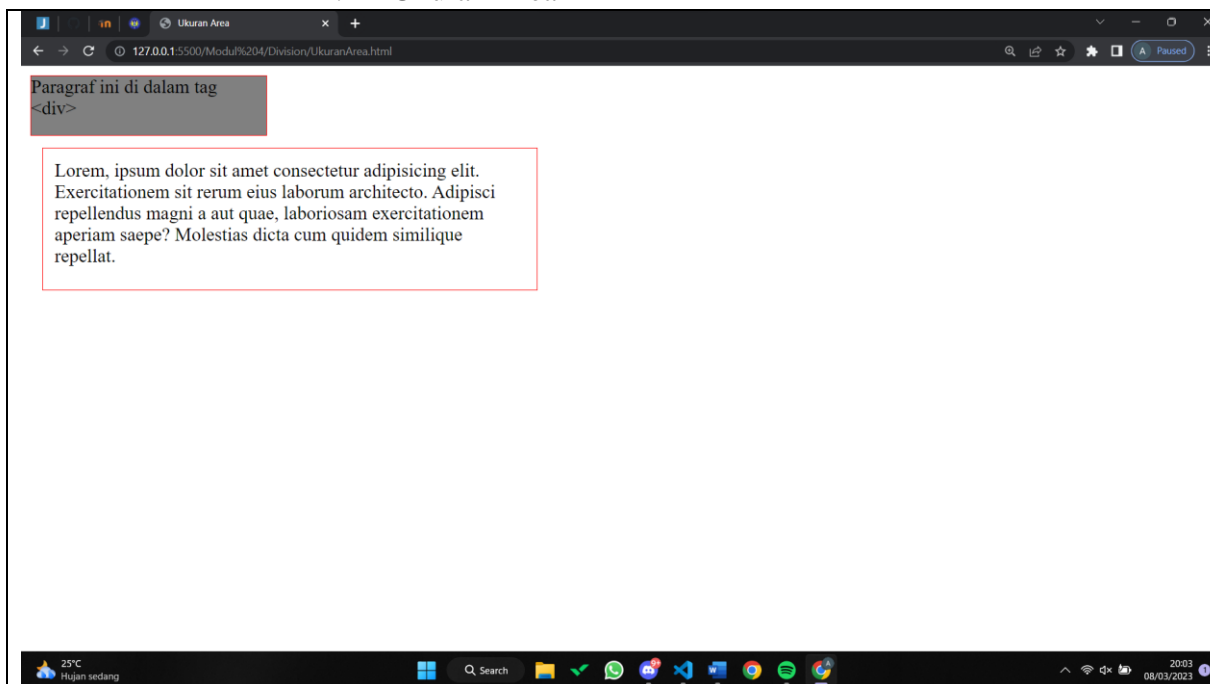 Ukuran Area
127.0.0.1:5500/Modul%204/Division/UkuranArea.html
A Paused
Paragraf ini di dalam tag
<div>
Lorem, ipsum dolor sit amet consectetur adipisicing elit.
Exercitationem sit rerum eius laborum architecto. Adipisci
repellendus magni a aut quae, laboriosam exercitationem
aperiam saepe? Molestias dicta cum quidem similique
repellat.
25°C
Hujan sedang
Search
20:03
08/03/2023
1